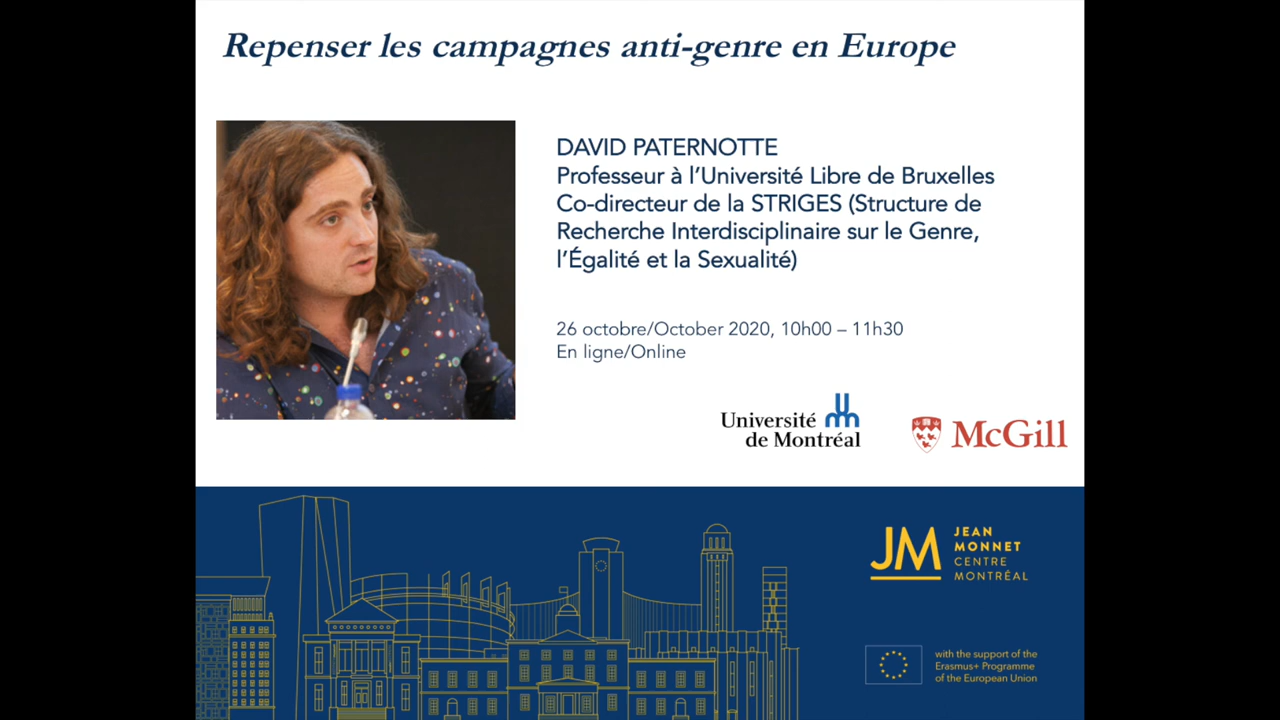 Repenser les campagnes anti-genre en Europe
DAVID PATERNOTTE
Professeur à l'Université Libre de Bruxelles
Co-directeur de la STRIGES (Structure de
Recherche Interdisciplinaire sur le Genre,
l'Égalité et la Sexualité)
26 octobre/October 2020, 10h00 – 11h30
En ligne/Online
Université
de Montréal
McGill
JM
JEAN
MONNET
CENTRE
MONTRÉAL
with the support of the
Erasmus+ Programme
of the European Union